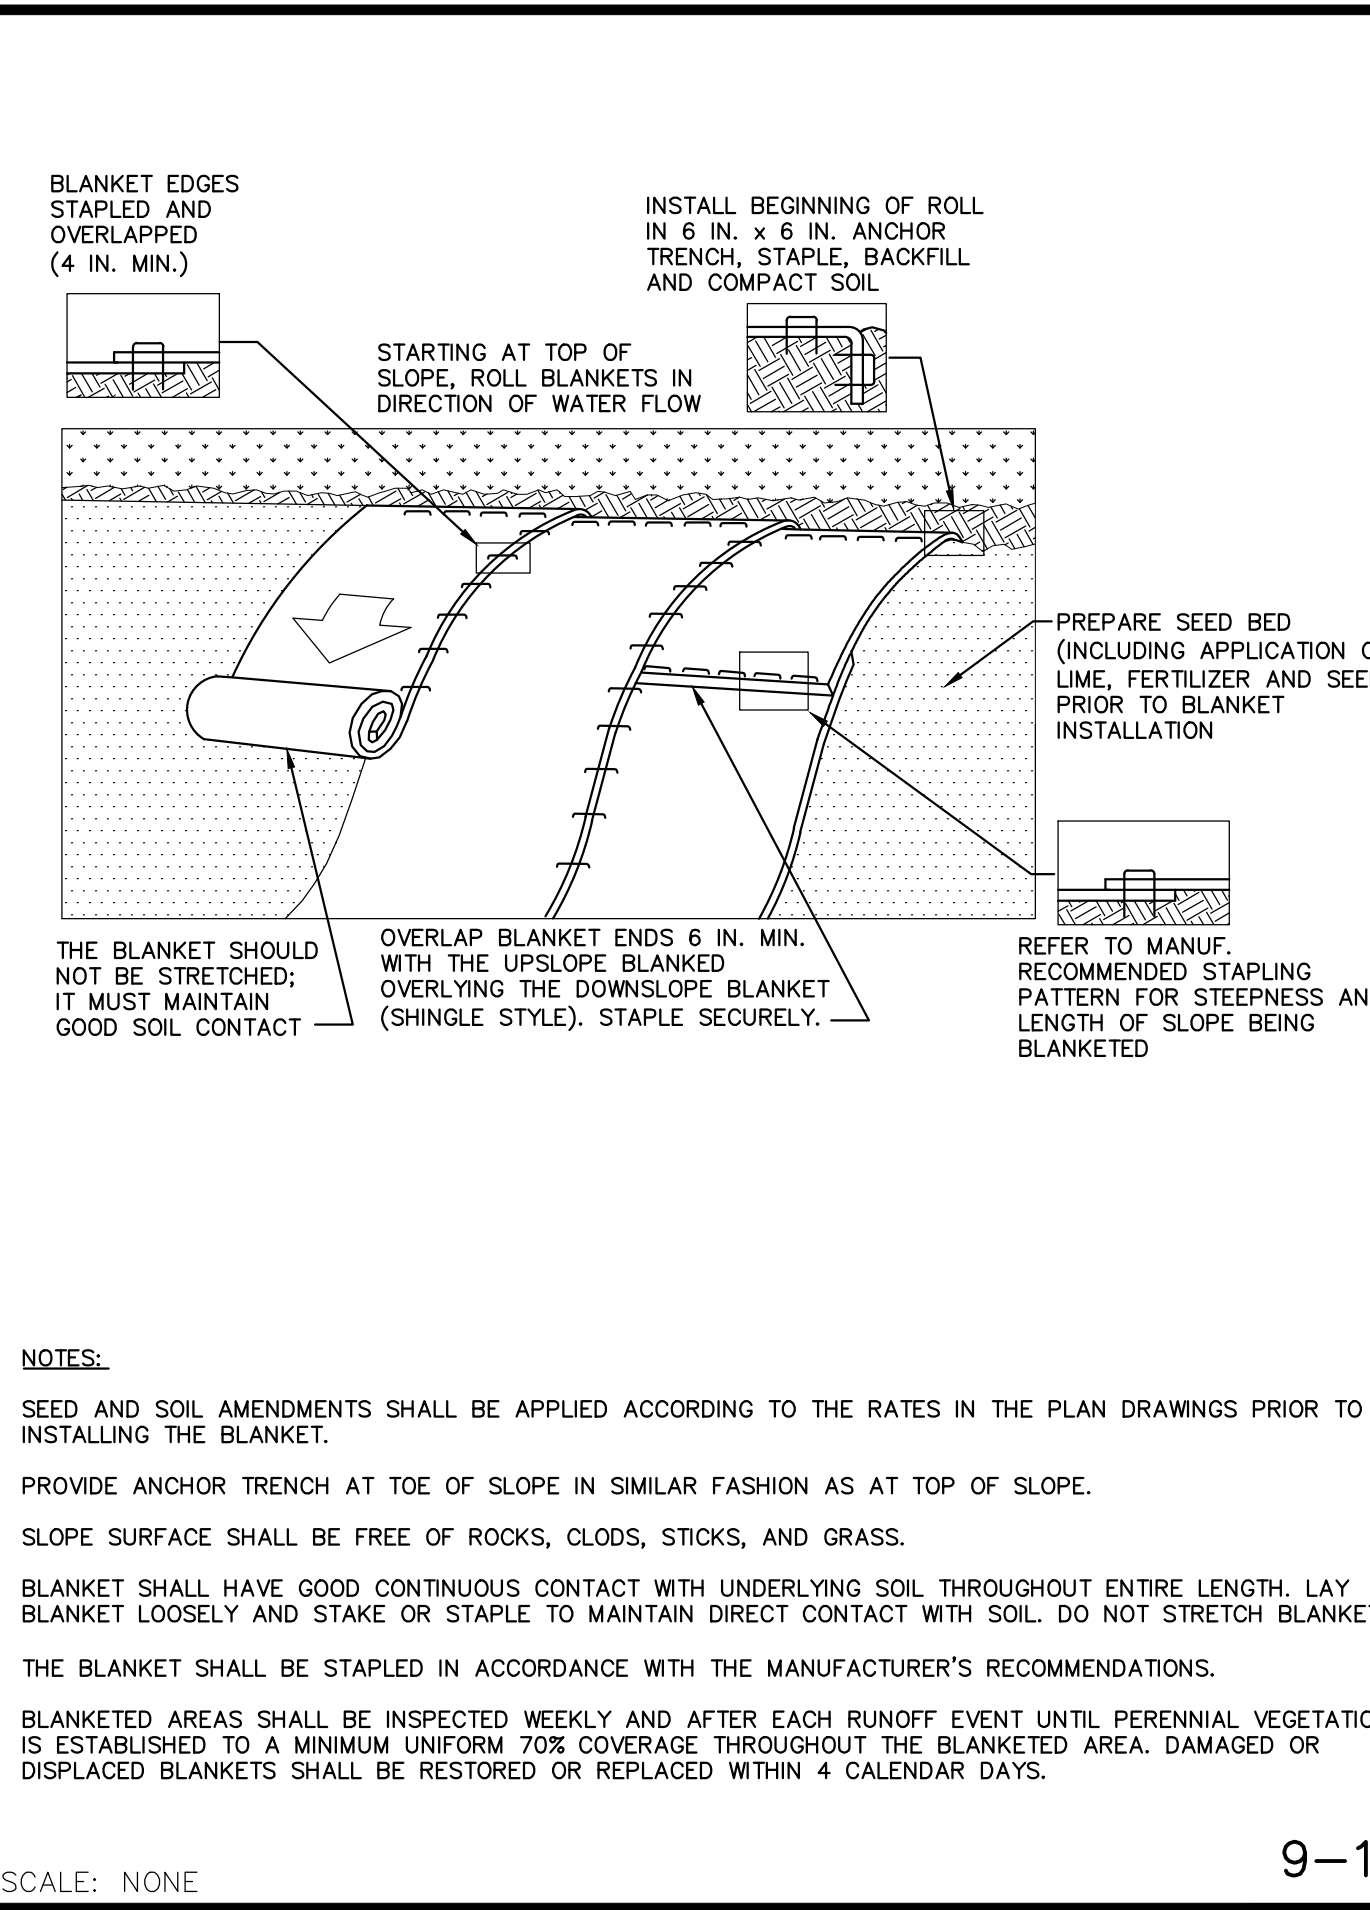 BLANKET EDGES
STAPLED AND
OVERLAPPED
(4 IN. MIN.)
INSTALL BEGINNING OF ROLL
IN 6 IN. x 6 IN. ANCHOR
TRENCH, STAPLE, BACKFILL
AND COMPACT SOIL
STARTING AT TOP OF
SLOPE, ROLL BLANKETS IN
DIRECTION OF WATER FLOW
PREPARE SEED BED
(INCLUDING APPLICATION
LIME, FERTILIZER AND
PRIOR TO BLANKET
INSTALLATION
THE BLANKET SHOULD
NOT BE STRETCHED;
IT MUST MAINTAIN
GOOD SOIL CONTACT
OVERLAP BLANKET ENDS 6 IN. MIN.
WITH THE UPSLOPE BLANKED
OVERLYING THE DOWNSLOPE BLANKET
(SHINGLE STYLE). STAPLE SECURELY.
REFER TO MANUF.
RECOMMENDED STAPLING
PATTERN FOR STEEPNESS
LENGTH OF SLOPE BEING
BLANKETED
NOTES:
SEED AND SOIL AMENDMENTS SHALL BE APPLIED ACCORDING TO THE RATES IN THE PLAN DRAWINGS PRIOR TO
INSTALLING THE BLANKET.
PROVIDE ANCHOR TRENCH AT TOE OF SLOPE IN SIMILAR FASHION AS AT TOP OF SLOPE.
SLOPE SURFACE SHALL BE FREE OF ROCKS, CLODS, STICKS, AND GRASS.
BLANKET SHALL HAVE GOOD CONTINUOUS CONTACT WITH UNDERLYING SOIL THROUGHOUT ENTIRE LENGTH. LAY
BLANKET LOOSELY AND STAKE OR STAPLE TO MAINTAIN DIRECT CONTACT WITH SOIL. DO NOT STRETCH
THE BLANKET SHALL BE STAPLED IN ACCORDANCE WITH THE MANUFACTURER'S RECOMMENDATIONS.
BLANKETED AREAS SHALL BE INSPECTED WEEKLY AND AFTER EACH RUNOFF EVENT UNTIL PERENNIAL
IS ESTABLISHED TO A MINIMUM UNIFORM 70% COVERAGE THROUGHOUT THE BLANKETED AREA. DAMAGED OR
DISPLACED BLANKETS SHALL BE RESTORED OR REPLACED WITHIN 4 CALENDAR DAYS.
9-1
SCALE: NONE